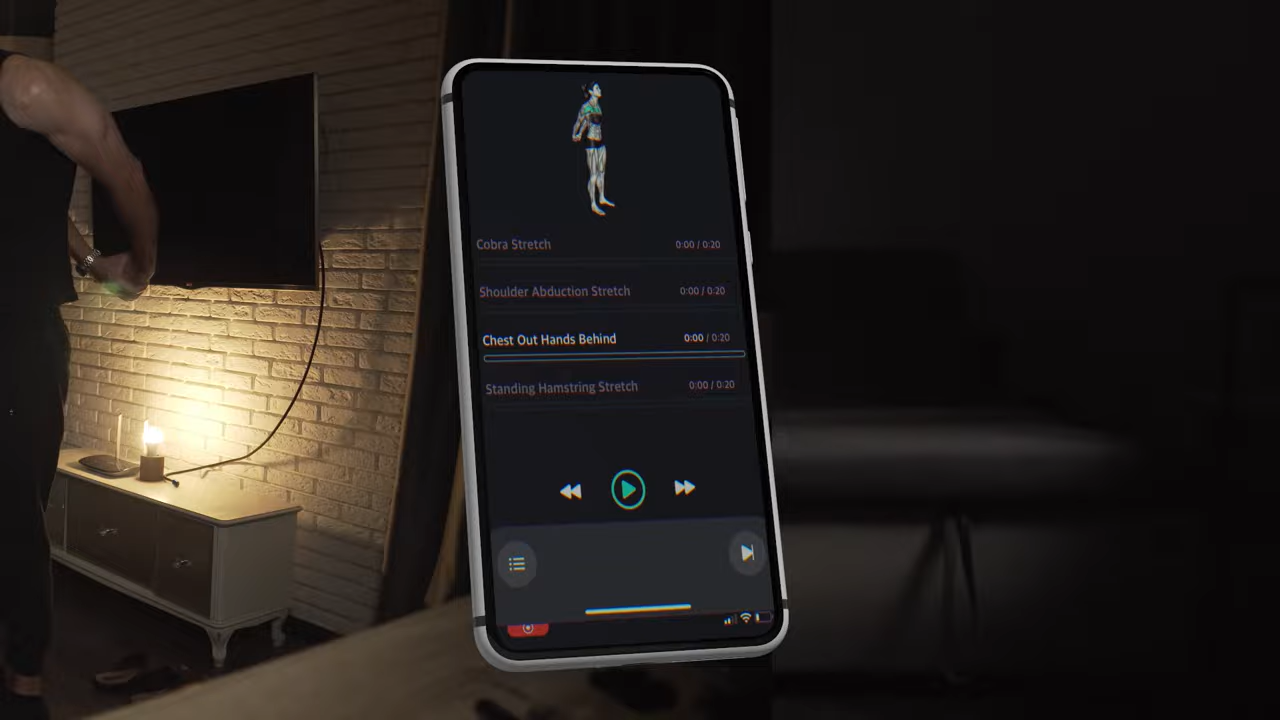 Cobra Stretch 0:00 / 0:20
Shoulder Abduction Stretch 0:00 / 0:20
Chest Out Hands Behind 0:00 / 0:20
Standing Hamstring Stretch 0:00 / 0:20